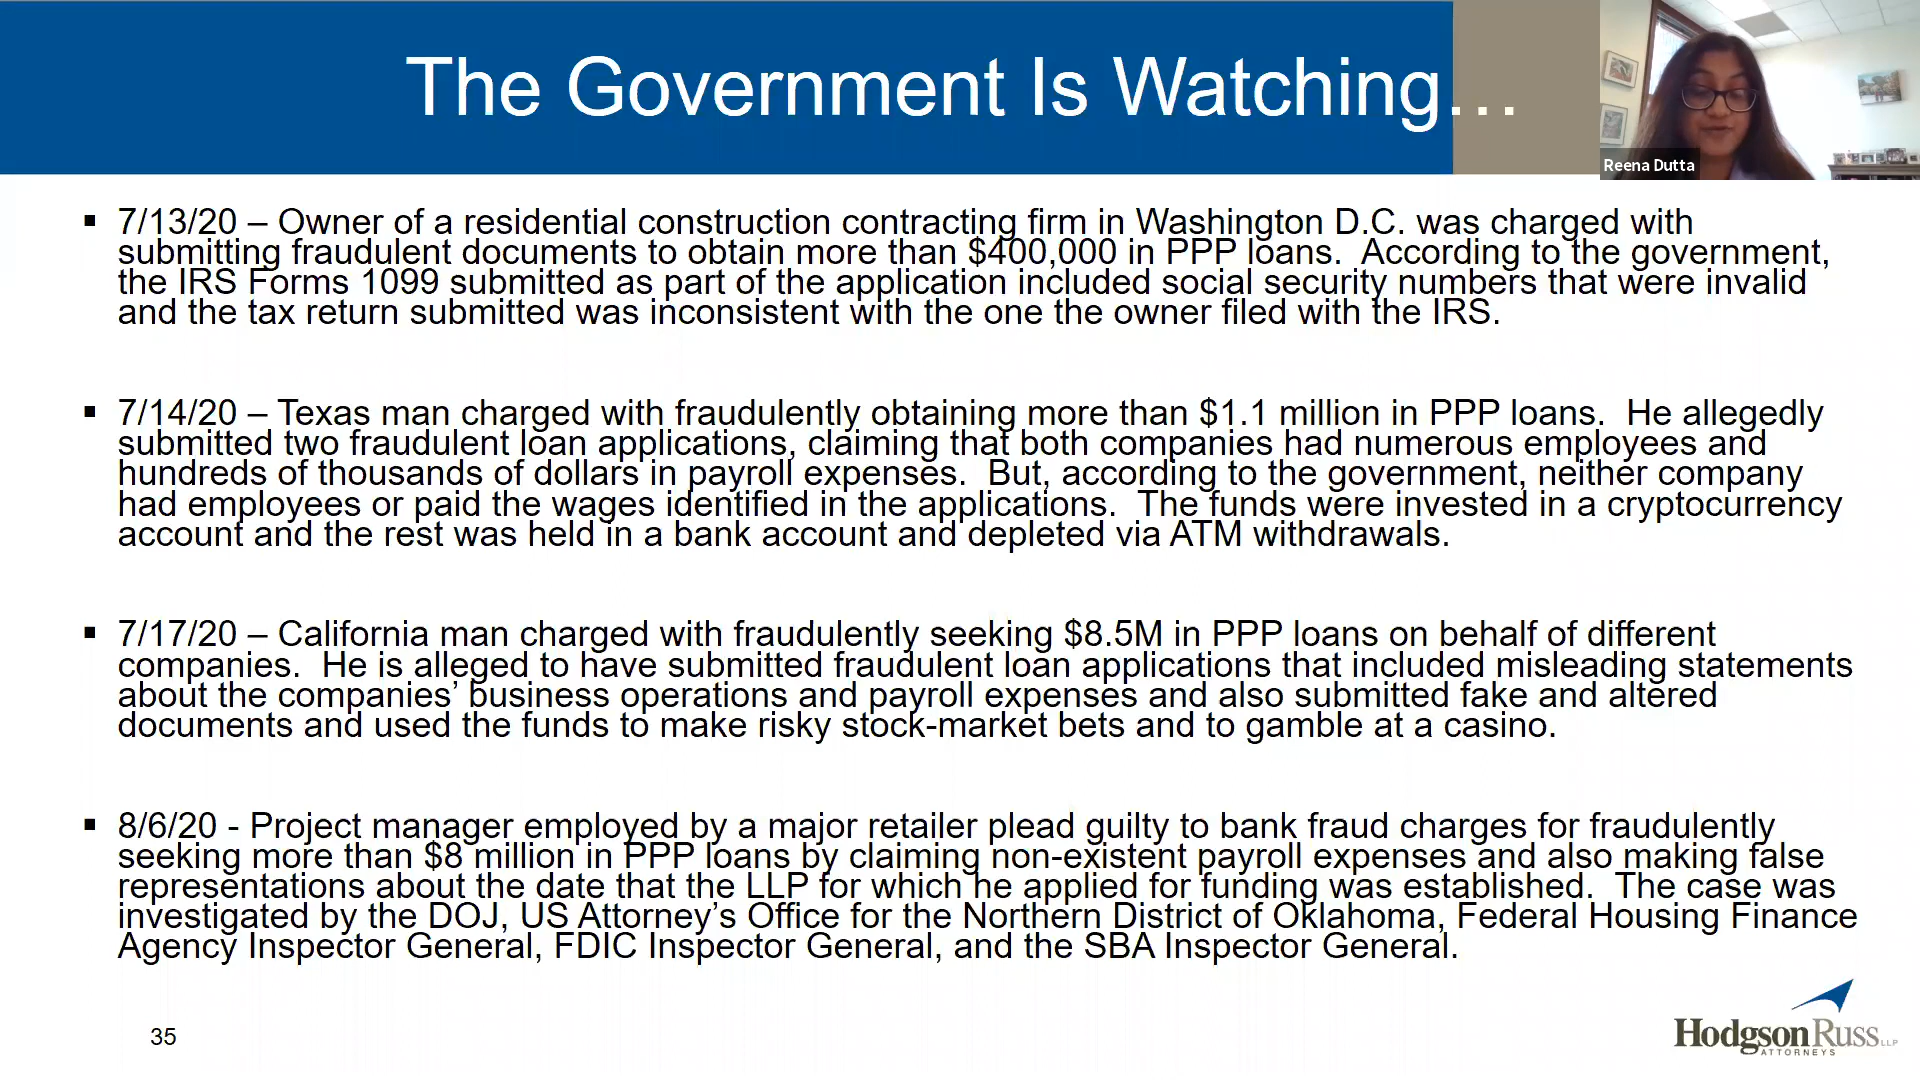 The Government Is Watching...
Reena Dutta
▪ 7/13/20 – Owner of a residential construction contracting firm in Washington D.C. was charged with
submitting fraudulent documents to obtain more than $400,000 in PPP loans.  According to the government,
the IRS Forms 1099 submitted as part of the application included social security numbers that were invalid
and the tax return submitted was inconsistent with the one the owner filed with the IRS.
▪ 7/14/20 – Texas man charged with fraudulently obtaining more than $1.1 million in PPP loans.  He allegedly
submitted two fraudulent loan applications, claiming that both companies had numerous employees and
hundreds of thousands of dollars in payroll expenses.  But, according to the government, neither company
had employees or paid the wages identified in the applications.  The funds were invested in a cryptocurrency
account and the rest was held in a bank account and depleted via ATM withdrawals.
▪ 7/17/20 – California man charged with fraudulently seeking $8.5M in PPP loans on behalf of different
companies.  He is alleged to have submitted fraudulent loan applications that included misleading statements
about the companies’ business operations and payroll expenses and also submitted fake and altered
documents and used the funds to make risky stock-market bets and to gamble at a casino.
▪ 8/6/20 - Project manager employed by a major retailer plead guilty to bank fraud charges for fraudulently
seeking more than $8 million in PPP loans by claiming non-existent payroll expenses and also making false
representations about the date that the LLP for which he applied for funding was established.  The case was
investigated by the DOJ, US Attorney’s Office for the Northern District of Oklahoma, Federal Housing Finance
Agency Inspector General, FDIC Inspector General, and the SBA Inspector General.
35
HodgsonRuss LLP
ATTORNEYS